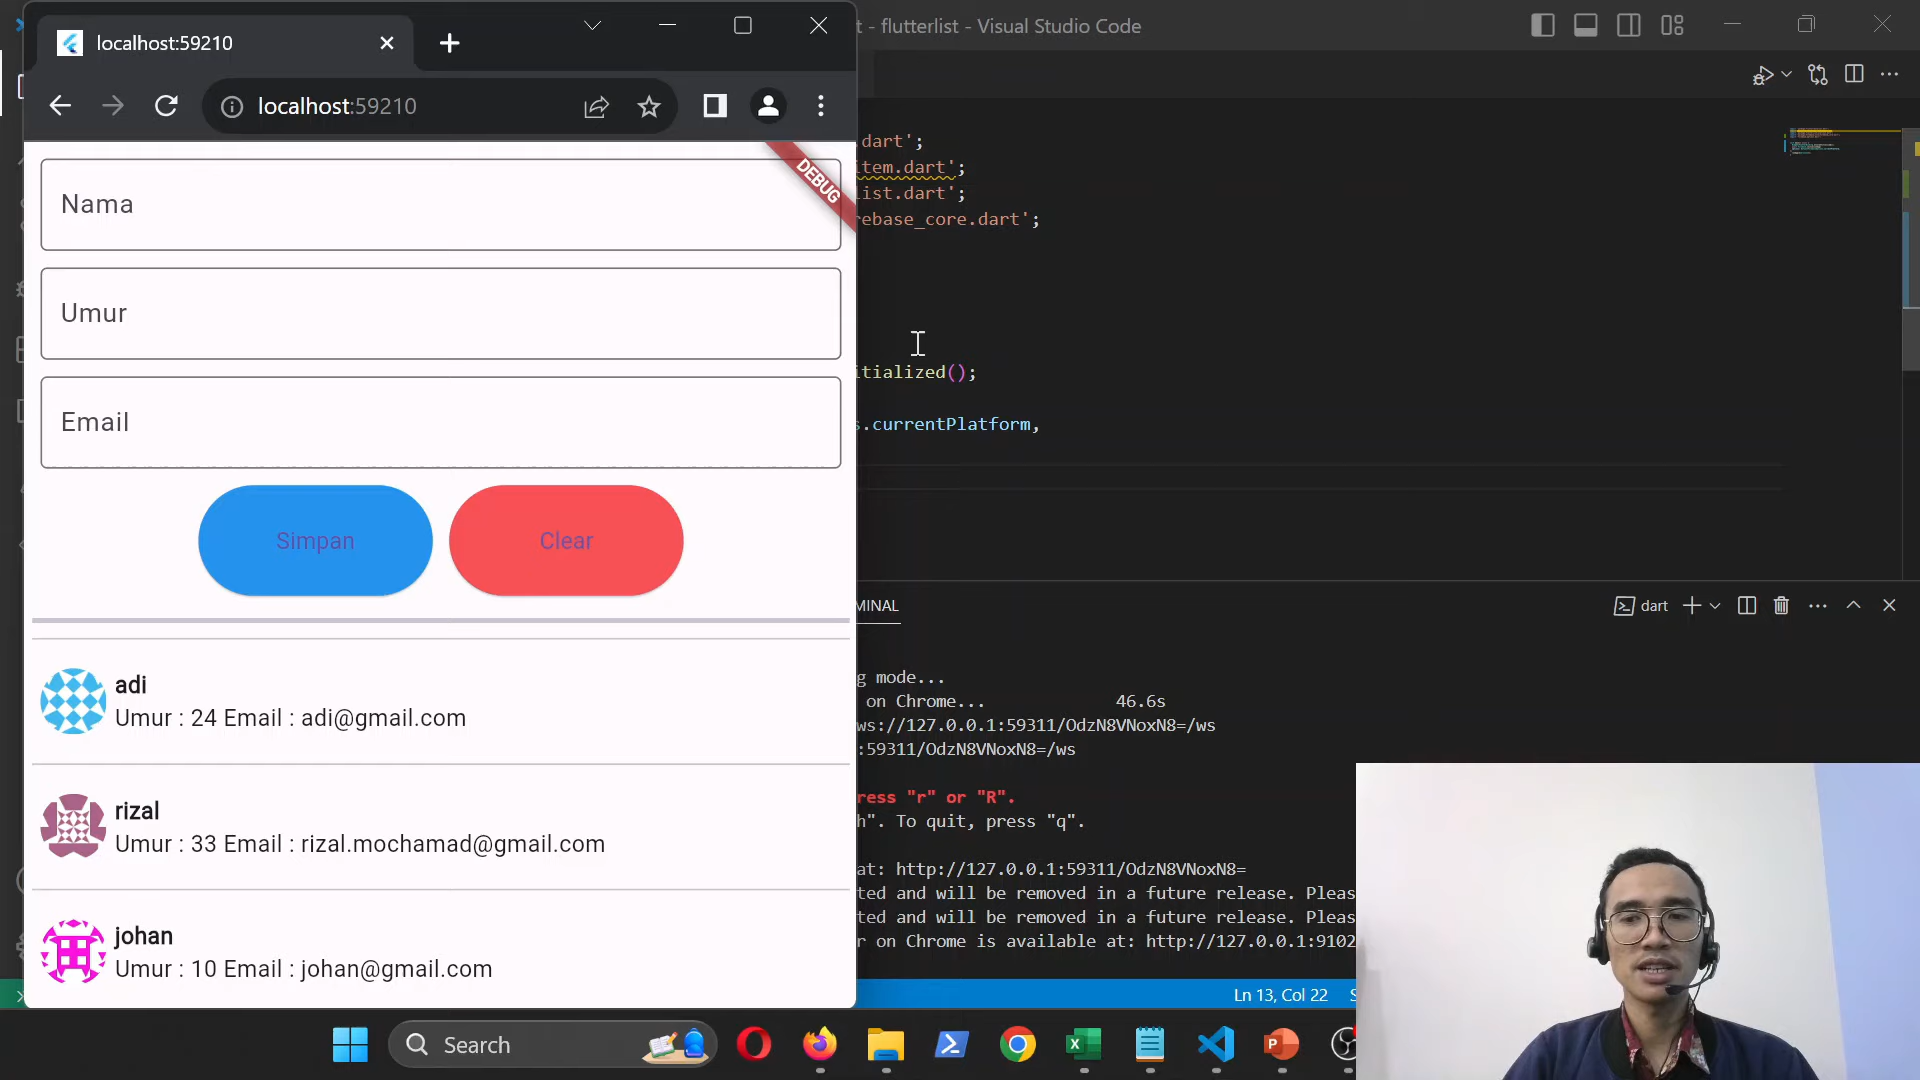 localhost:59210
t - flutterlist - Visual Studio Code
localhost:59210
DEBUG
Nama
Umur
Email
Simpan
Clear
adi
Umur : 24 Email : adi@gmail.com
rizal
Umur : 33 Email : rizal.mochamad@gmail.com
johan
Umur : 10 Email : johan@gmail.com
dart';
item.dart';
list.dart';
rebase_core.dart';
itialized();
s.currentPlatform,
MINAL
dart
g mode...
on Chrome... 46.6s
ws://127.0.0.1:59311/OdzN8VNoxN8=/ws
:59311/OdzN8VNoxN8=/ws
ress "r" or "R".
h". To quit, press "q".
at: http://127.0.0.1:59311/OdzN8VNoxN8=
ted and will be removed in a future release. Pleas
ted and will be removed in a future release. Pleas
r on Chrome is available at: http://127.0.0.1:9102
Ln 13, Col 22
Search